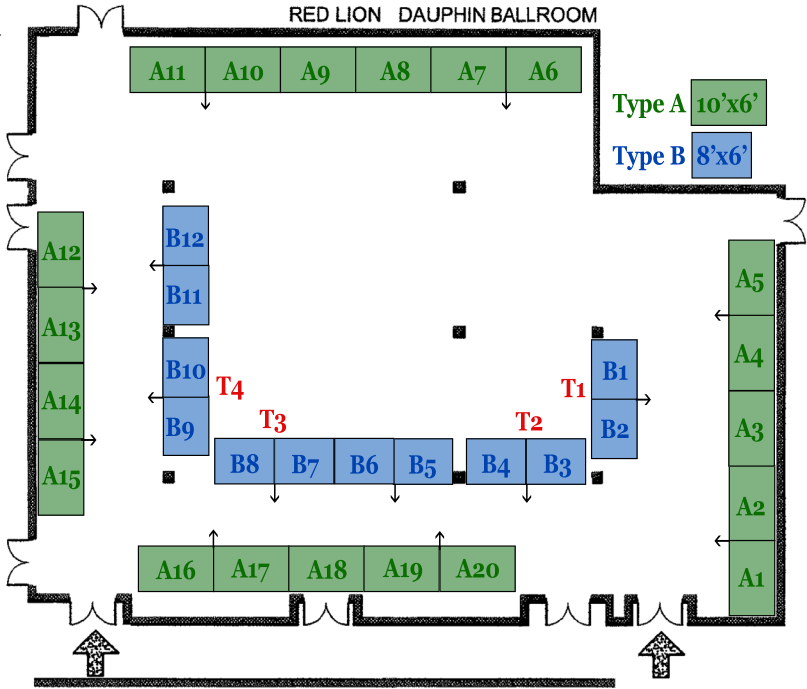 RED LION DAUPHIN BALLROOM
A11 A10 A9 A8 A7 A6
Type A 10'x6'
Type B 8'x6'
A12
A13
A14
A15
B12
B11
B10
B9
T4
T3
T2
T1
B1
B2
B8 B7 B6 B5 B4 B3
A5
A4
A3
A2
A1
A16 A17 A18 A19 A20